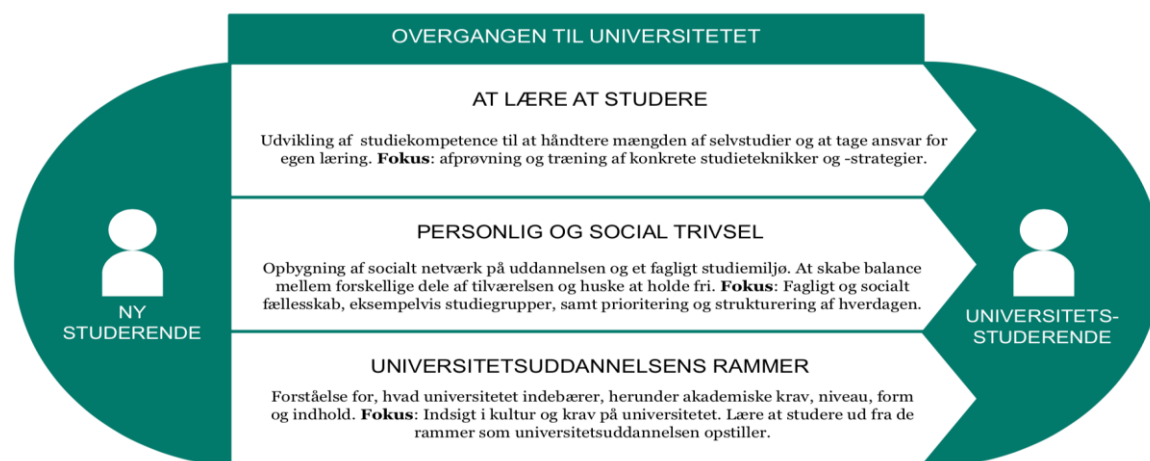 OVERGANGEN TIL UNIVERSITETET
AT LÆRE AT STUDERE
Udvikling af studiekompetence til at håndtere mængden af selvstudier og at tage ansvar for
egen læring. Fokus: afprøvning og træning af konkrete studieteknikker og -strategier.
PERSONLIG OG SOCIAL TRIVSEL
Opbygning af socialt netværk på uddannelsen og et fagligt studiemiljø. At skabe balance
mellem forskellige dele af tilværelsen og huske at holde fri. Fokus: Fagligt og socialt
fællesskab, eksempelvis studiegrupper, samt prioritering og strukturering af hverdagen.
UNIVERSITETSUDDANNELSENS RAMMER
Forståelse for, hvad universitetet indebærer, herunder akademiske krav, niveau, form
og indhold. Fokus: Indsigt i kultur og krav på universitetet. Lære at studere ud fra de
rammer som universitetsuddannelsen opstiller.
NY
STUDERENDE
UNIVERSITETS-
STUDERENDE